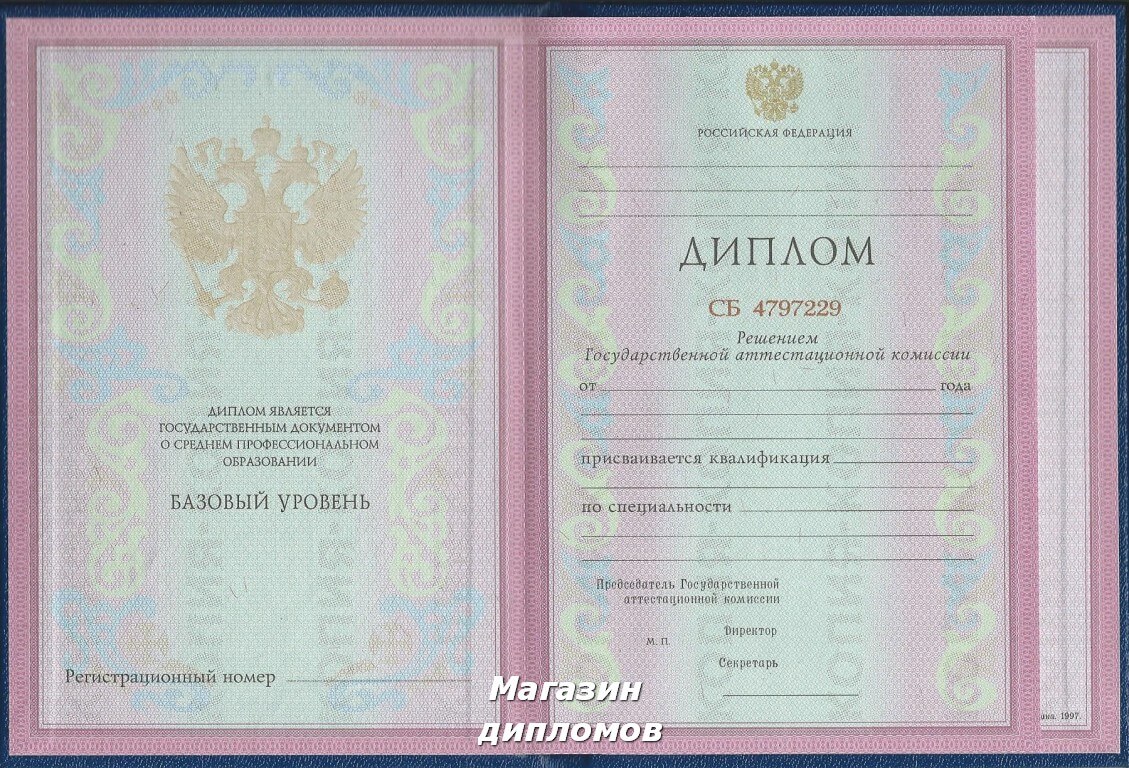 ДИПЛОМ ЯВЛЯЕТСЯ
ГОСУДАРСТВЕННЫМ ДОКУМЕНТОМ
О СРЕДНЕМ ПРОФЕССИОНАЛЬНОМ
ОБРАЗОВАНИИ
БАЗОВЫЙ УРОВЕНЬ
Регистрационный номер
РОССИЙСКАЯ ФЕДЕРАЦИЯ
ДИПЛОМ
СБ 4797229
Решением
Государственной аттестационной комиссии
от года
присваивается квалификация
по специальности
Председатель Государственной
аттестационной комиссии
М. П.
Директор
Секретарь
1997.
Магазин
дипломов